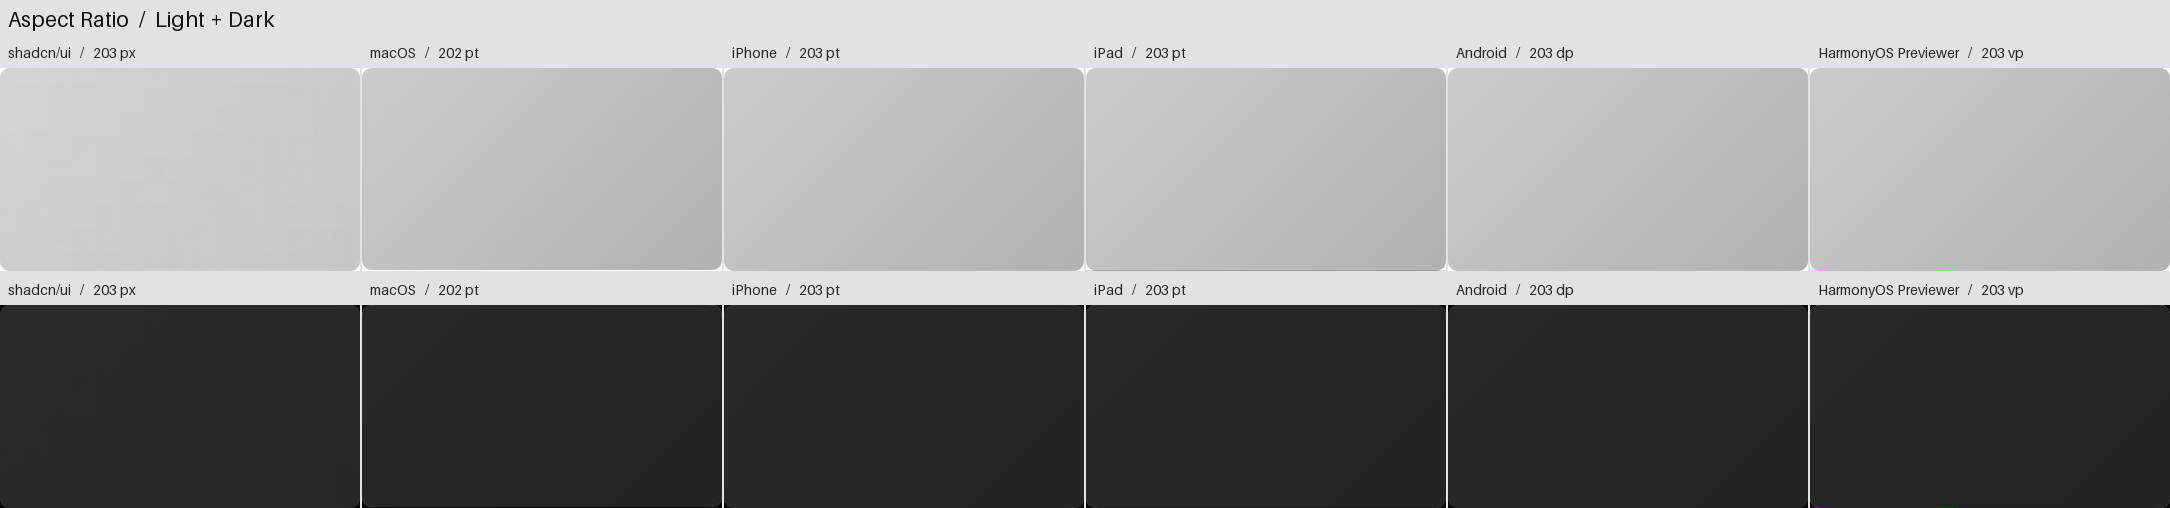 Aspect Ratio / Light + Dark
shadcn/ui / 203 px
macOS / 202 pt
iPhone / 203 pt
iPad / 203 pt
Android / 203 dp
HarmonyOS Previewer / 203 vp
shadcn/ui / 203 px
macOS / 202 pt
iPhone / 203 pt
iPad / 203 pt
Android / 203 dp
HarmonyOS Previewer / 203 vp